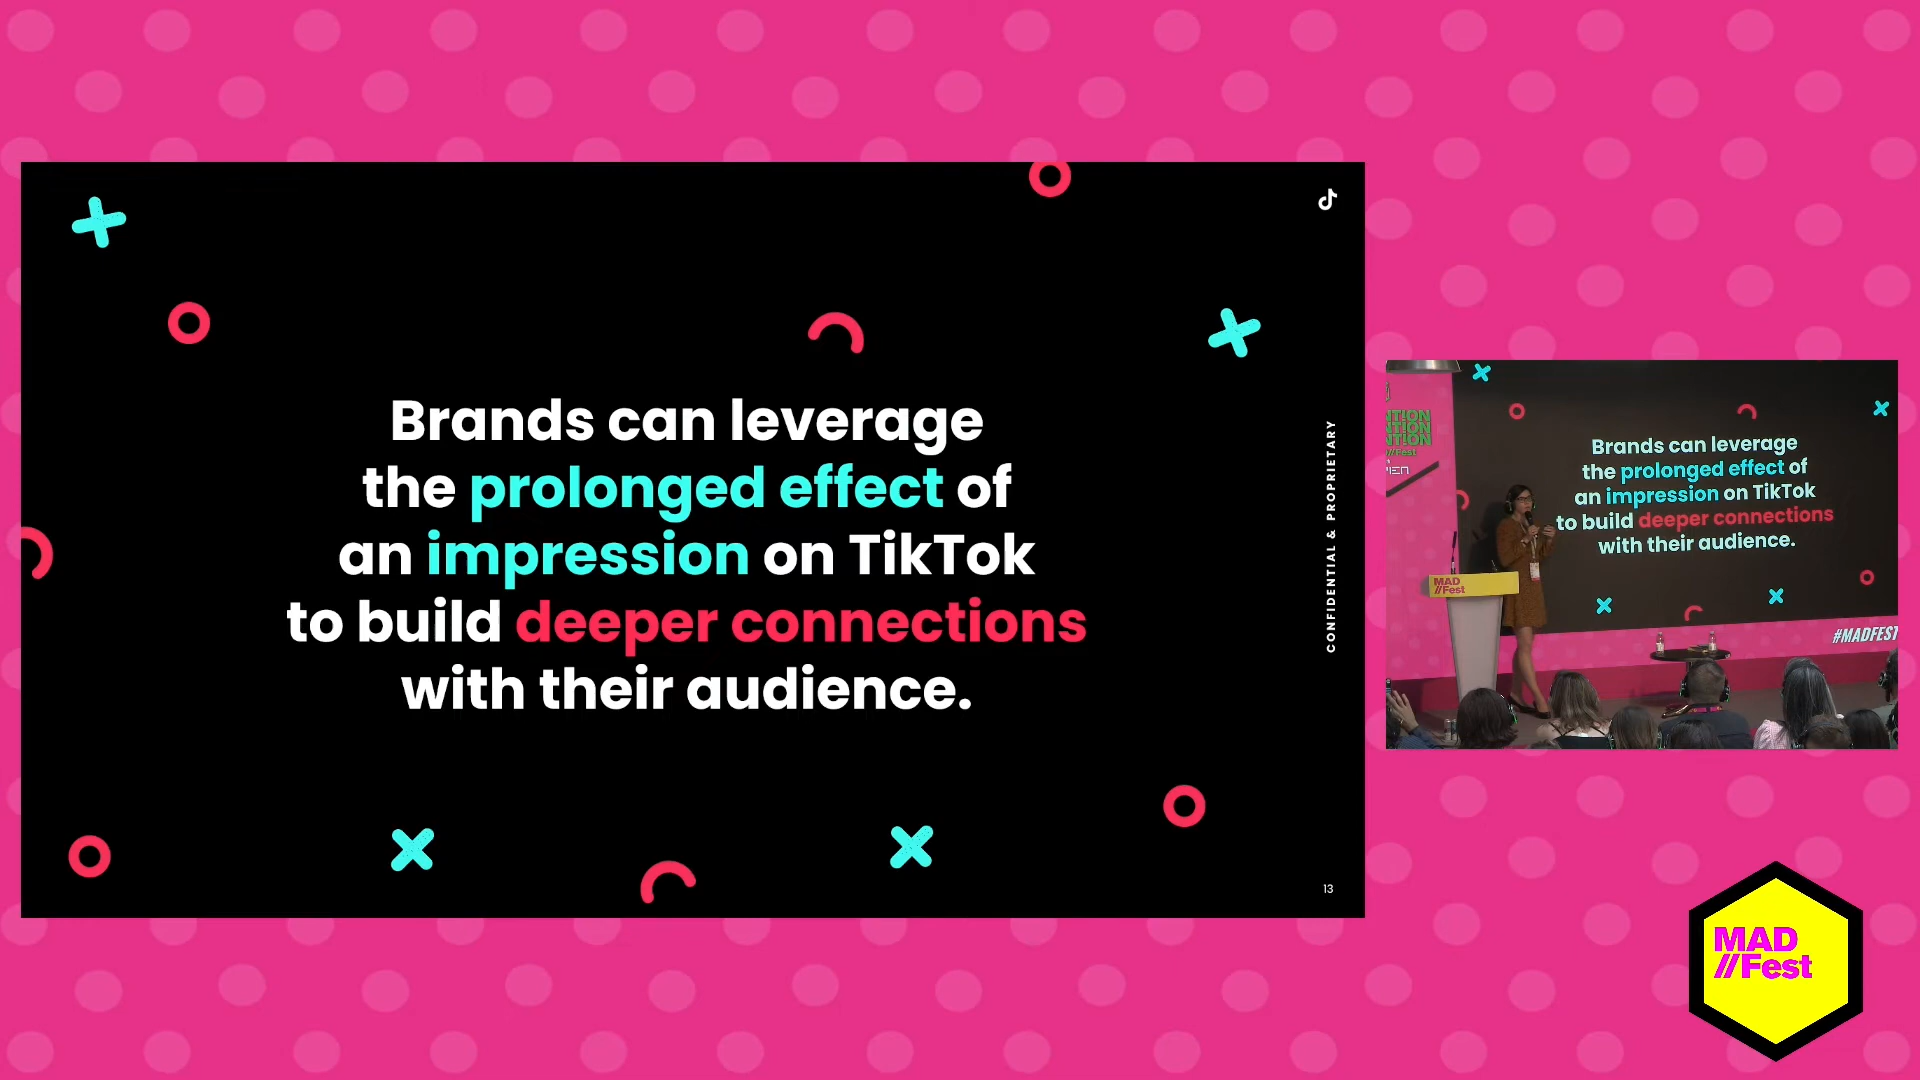 Brands can leverage
the prolonged effect of
an impression on TikTok
to build deeper connections
with their audience.
CONFIDENTIAL & PROPRIETARY
13
Brands can leverage
the prolonged effect of
an impression on TikTok
to build deeper connections
with their audience.
MAD
//Fest
#MADFEST
MAD
//Fest